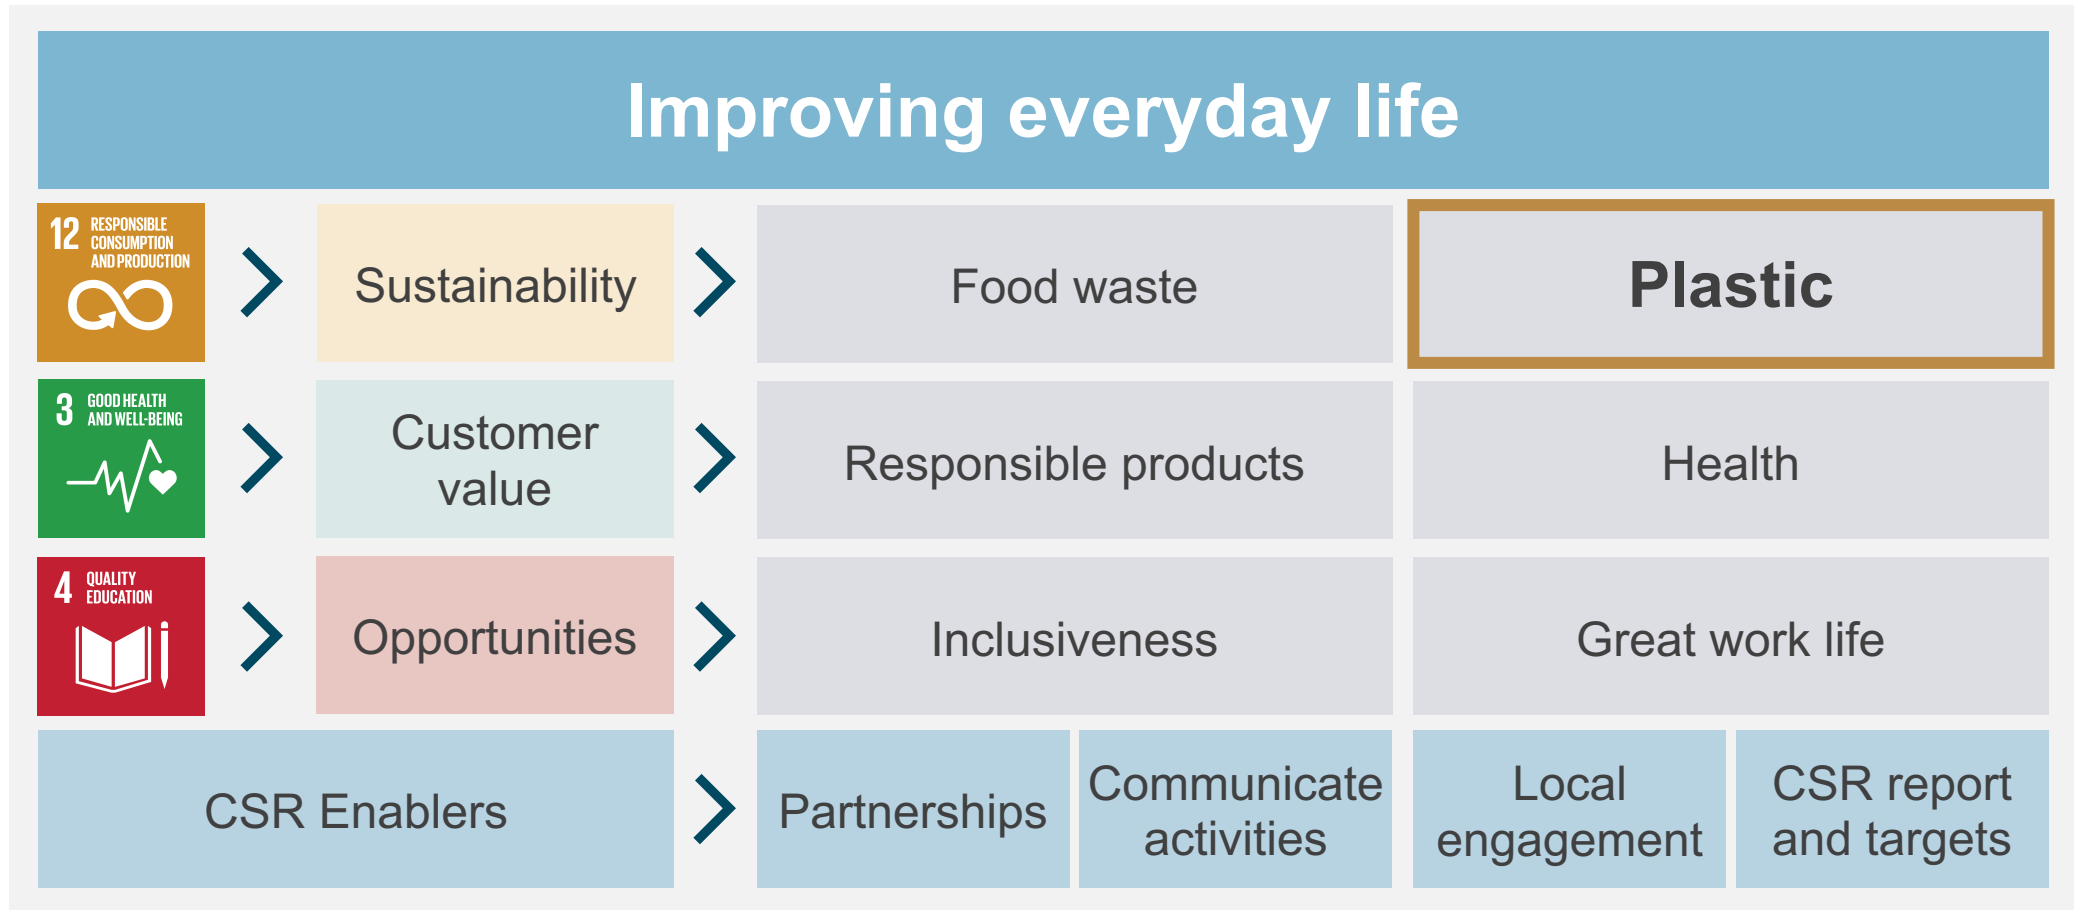 Improving everyday life
12 RESPONSIBLE
CONSUMPTION
AND PRODUCTION
Sustainability
Food waste
Plastic
3 GOOD HEALTH
AND WELL-BEING
Customer
value
Responsible products
Health
4 QUALITY
EDUCATION
Opportunities
Inclusiveness
Great work life
CSR Enablers
Partnerships
Communicate
activities
Local
engagement
CSR report
and targets